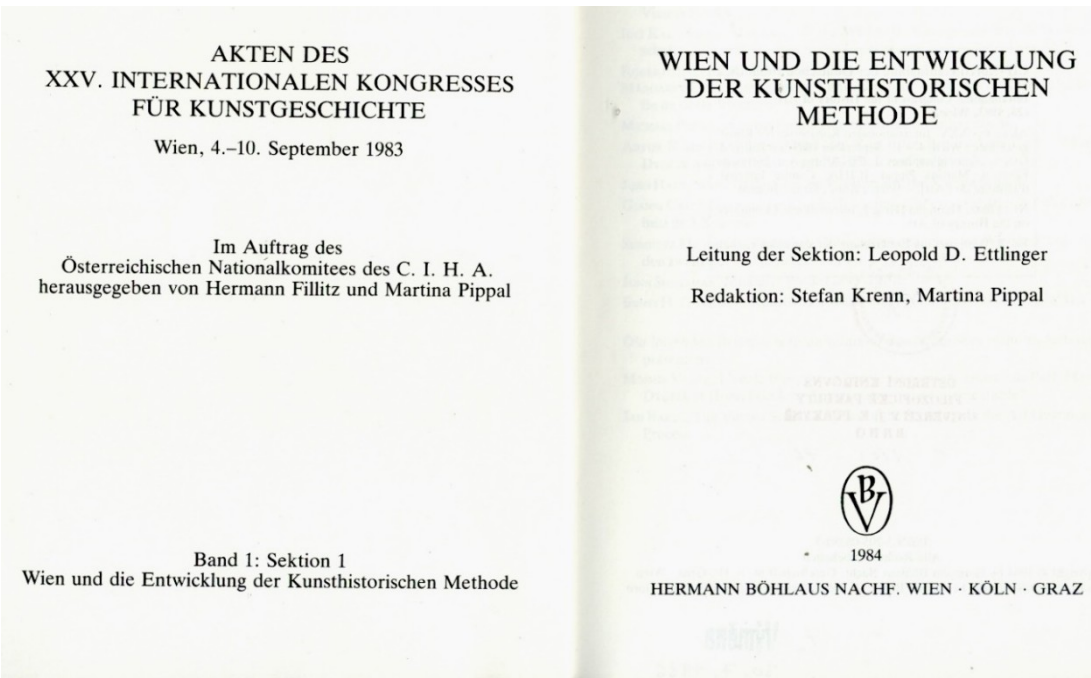 AKTEN DES
XXV. INTERNATIONALEN KONGRESSES
FÜR KUNSTGESCHICHTE
Wien, 4.–10. September 1983
Im Auftrag des
Österreichischen Nationalkomitees des C. I. H. A.
herausgegeben von Hermann Fillitz und Martina Pippal
Band 1: Sektion 1
Wien und die Entwicklung der Kunsthistorischen Methode
WIEN UND DIE ENTWICKLUNG
DER KUNSTHISTORISCHEN
METHODE
Leitung der Sektion: Leopold D. Ettlinger
Redaktion: Stefan Krenn, Martina Pippal
BV
1984
HERMANN BÖHLAUS NACHF. WIEN · KÖLN · GRAZ